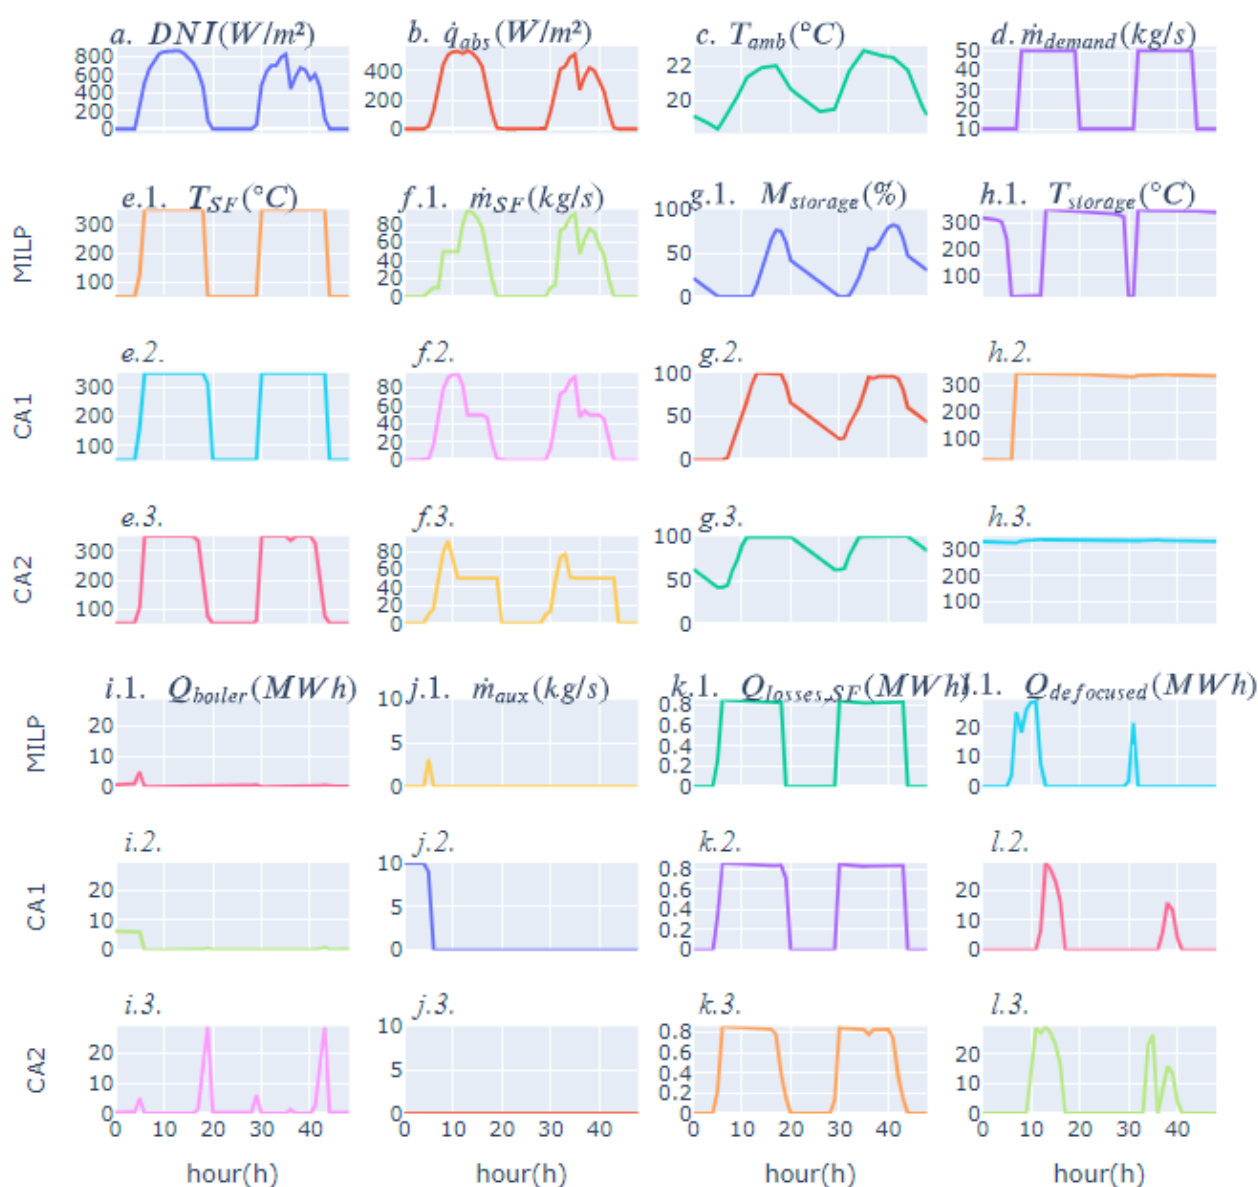 a. DNI(W/m²) b. q̇abs(W/m²) c. Tamb(°C) d. ṁdemand(kg/s)
800 600 400 200 0
400 200 0
22 20
50 40 30 20 10
e.1. TSF(°C) f.1. ṁSF(kg/s) g.1. Mstorage(%) h.1. Tstorage(°C)
MILP
300 200 100
80 60 40 20 0
100 50 0
300 200 100
e.2. f.2. g.2. h.2.
CA1
300 200 100
80 60 40 20 0
100 50 0
300 200 100
e.3. f.3. g.3. h.3.
CA2
300 200 100
80 60 40 20 0
100 50 0
300 200 100
i.1. Qboiler(MWh) j.1. ṁaux(kg/s) k.1. Qlosses,SF(MWh) l.1. Qdefocused(MWh)
MILP
20 10 0
10 5 0
0.8 0.6 0.4 0.2 0
20 10 0
i.2. j.2. k.2. l.2.
CA1
20 10 0
10 5 0
0.8 0.6 0.4 0.2 0
20 10 0
i.3. j.3. k.3. l.3.
CA2
20 10 0
10 5 0
0.8 0.6 0.4 0.2 0
20 10 0
0 20 40 0 20 40 0 10 20 30 40 0 10 20 30 40
hour(h) hour(h) hour(h) hour(h)